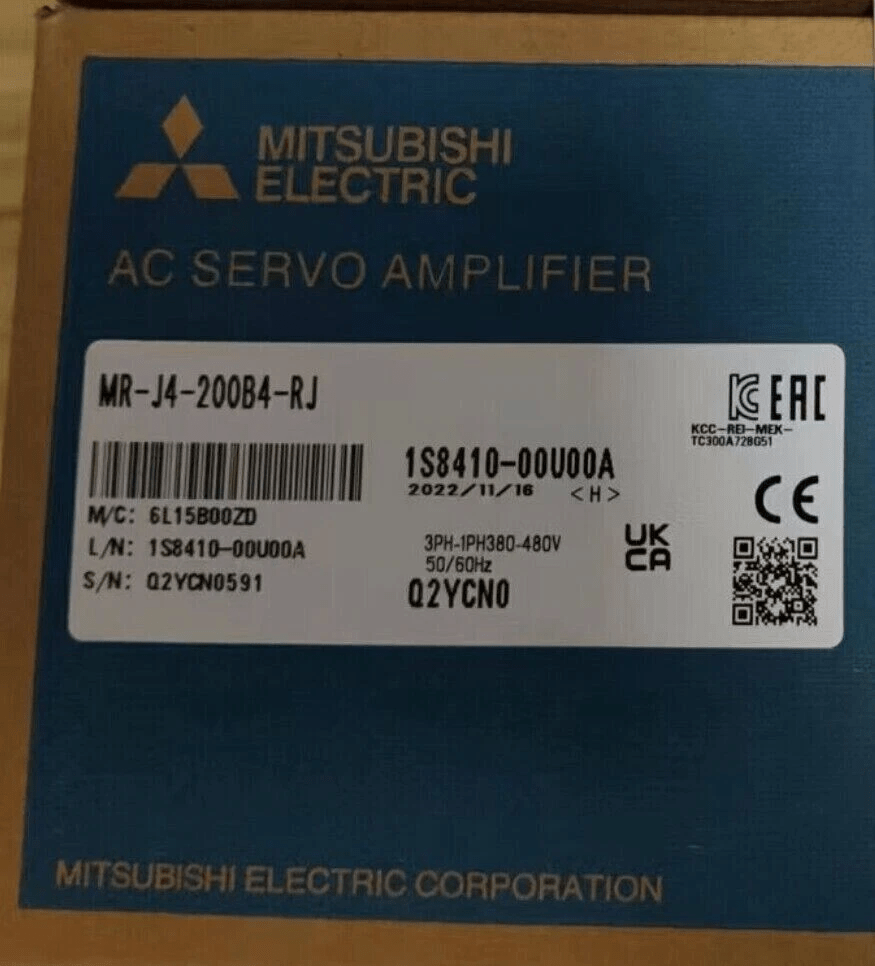 MITSUBISHI
ELECTRIC
AC SERVO AMPLIFIER
MR-J4-200B4-RJ
KC EAC
KCC-REI-MEK-
TC300A728G51
1S8410-00U00A
2022/11/16 <H>
CE
M/C: 6L15B00ZD
L/N: 1S8410-00U00A
S/N: Q2YCN0591
3PH-1PH380-480V
50/60Hz
Q2YCN0
UK
CA
MITSUBISHI ELECTRIC CORPORATION